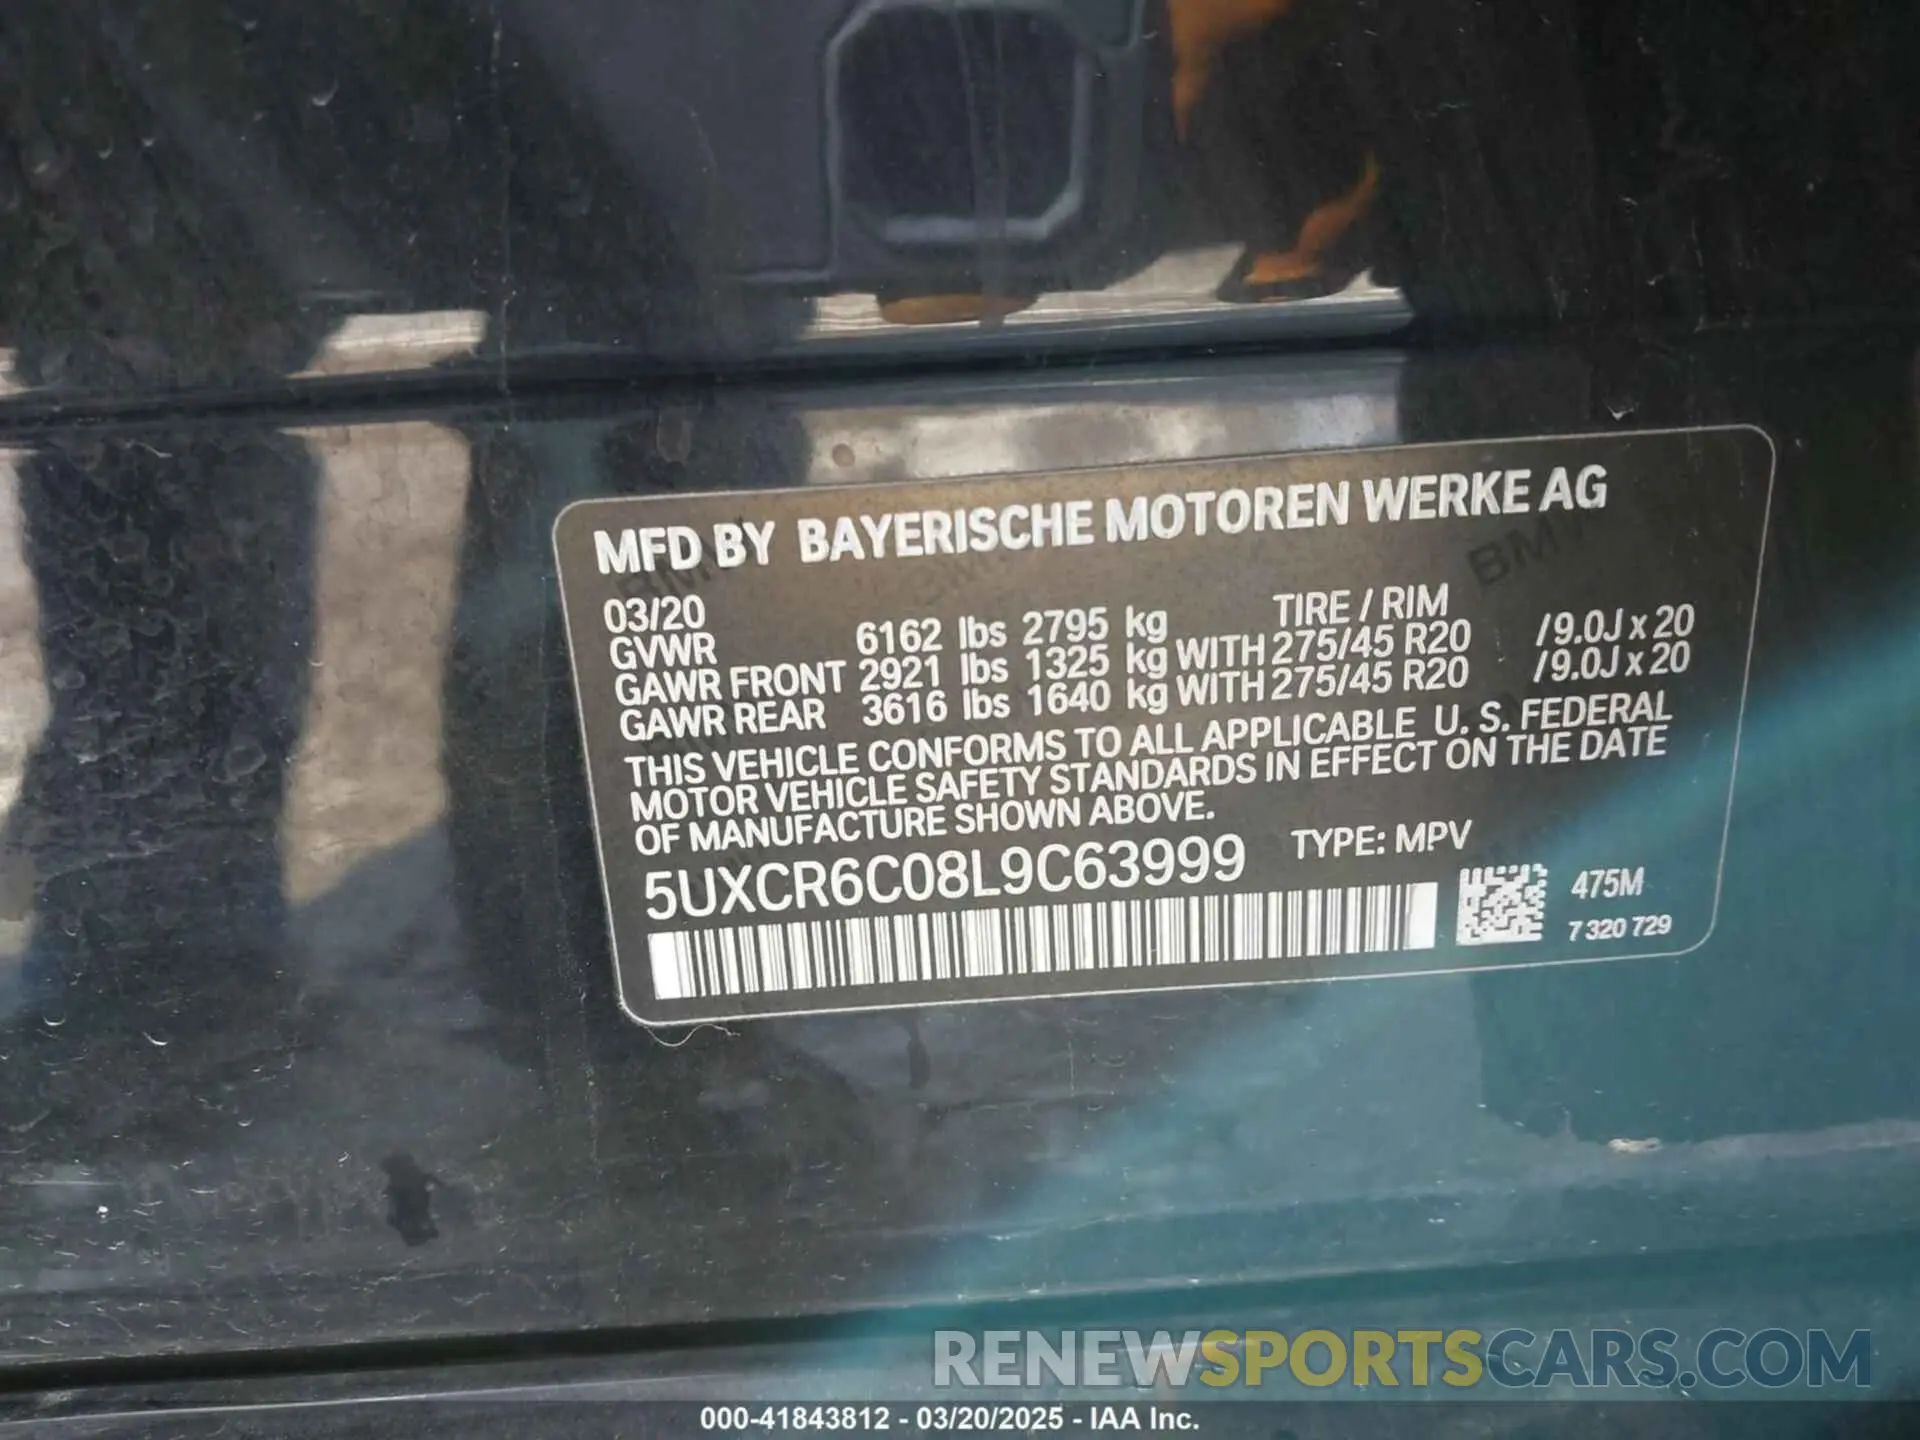 MFD BY BAYERISCHE MOTOREN WERKE AG
03/20 TIRE / RIM
GVWR 6162 lbs 2795 kg
GAWR FRONT 2921 lbs 1325 kg WITH 275/45 R20 /9.0J x 20
GAWR REAR 3616 lbs 1640 kg WITH 275/45 R20 /9.0J x 20
THIS VEHICLE CONFORMS TO ALL APPLICABLE U. S. FEDERAL
MOTOR VEHICLE SAFETY STANDARDS IN EFFECT ON THE DATE
OF MANUFACTURE SHOWN ABOVE.
5UXCR6C08L9C63999 TYPE: MPV
475M
7 320 729
RENEWSPORTSCARS.COM
000-41843812 - 03/20/2025 - IAA Inc.